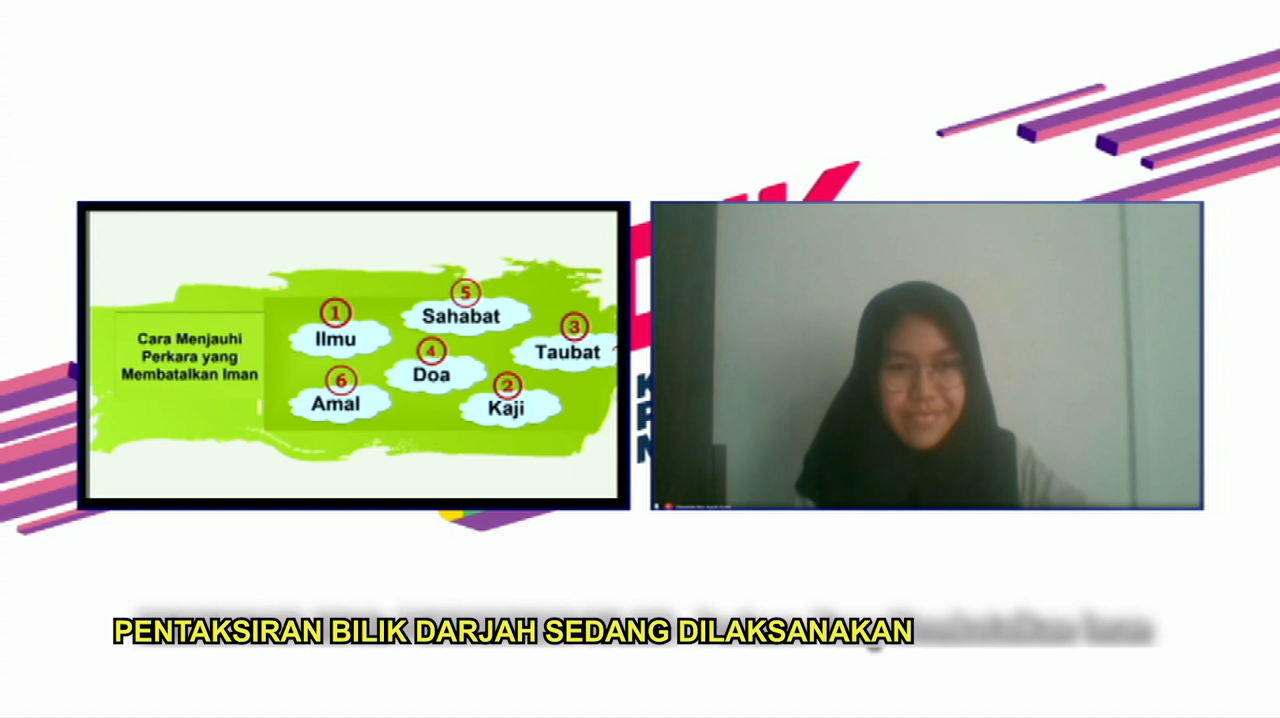 Cara Menjauhi
Perkara yang
Membatalkan Iman
1
Ilmu
5
Sahabat
3
Taubat
4
Doa
6
Amal
2
Kaji
PENTAKSIRAN BILIK DARJAH SEDANG DILAKSANAKAN